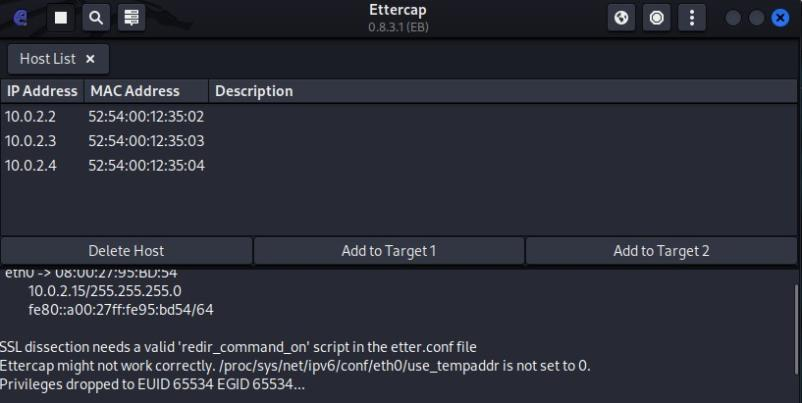 Ettercap
0.8.3.1 (EB)
Host List ×
IP Address MAC Address Description
10.0.2.2 52:54:00:12:35:02
10.0.2.3 52:54:00:12:35:03
10.0.2.4 52:54:00:12:35:04
Delete Host Add to Target 1 Add to Target 2
eth0 -> 08:00:27:95:BD:54
10.0.2.15/255.255.255.0
fe80::a00:27ff:fe95:bd54/64
SSL dissection needs a valid 'redir_command_on' script in the etter.conf file
Ettercap might not work correctly. /proc/sys/net/ipv6/conf/eth0/use_tempaddr is not set to 0.
Privileges dropped to EUID 65534 EGID 65534...